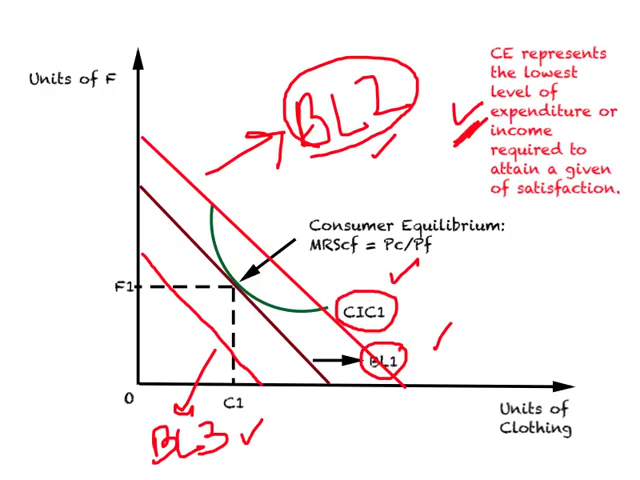 CE represents
the lowest
level of
expenditure or
income
required to
attain a given
of satisfaction.
Units of F
BL2
Consumer Equilibrium:
MRScf = Pc/Pf
F1
CIC1
BL1
0
C1
Units of
Clothing
BL3